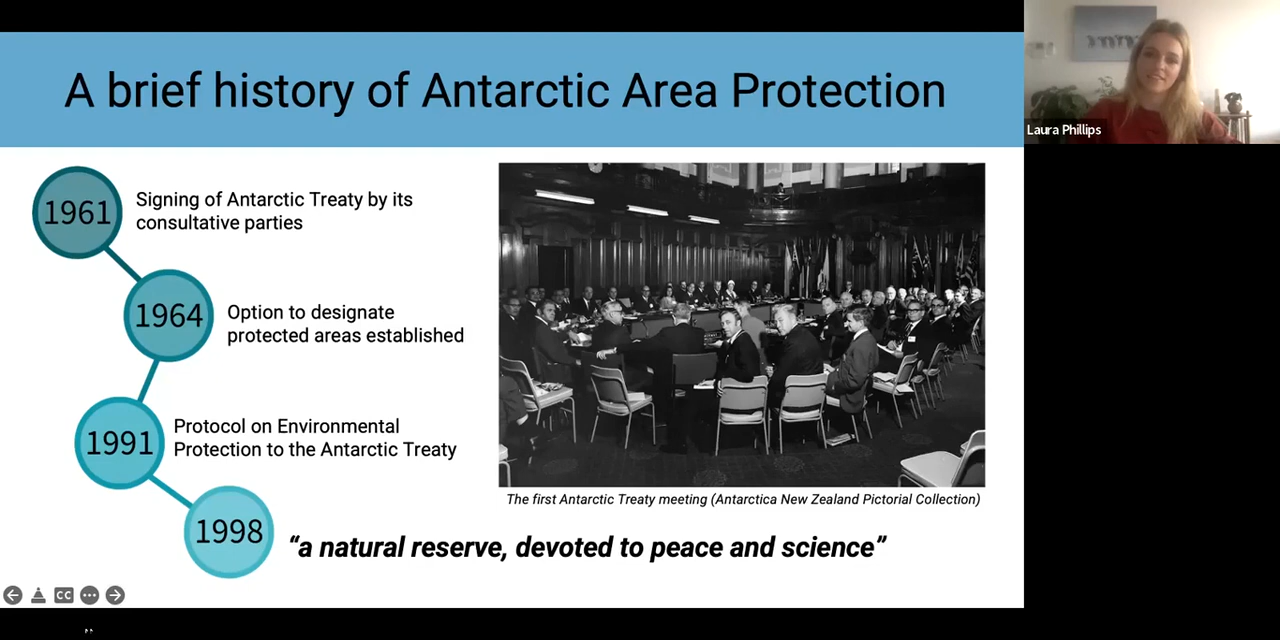 A brief history of Antarctic Area Protection
Laura Phillips
1961
Signing of Antarctic Treaty by its
consultative parties
1964
Option to designate
protected areas established
1991
Protocol on Environmental
Protection to the Antarctic Treaty
1998
“a natural reserve, devoted to peace and science”
The first Antarctic Treaty meeting (Antarctica New Zealand Pictorial Collection)
CC